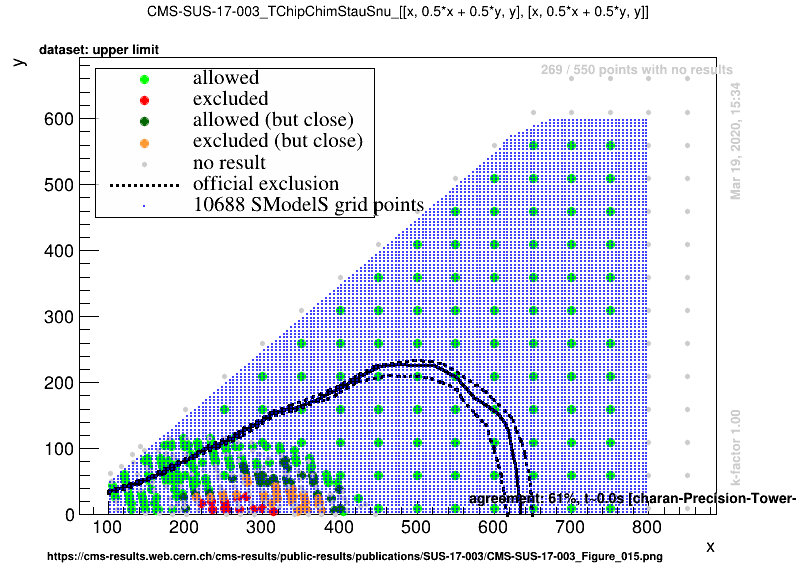 CMS-SUS-17-003_TChipChimStauSnu_[[x, 0.5*x + 0.5*y, y], [x, 0.5*x + 0.5*y, y]]
dataset: upper limit
y
269 / 550 points with no results
allowed
excluded
allowed (but close)
excluded (but close)
no result
official exclusion
10688 SModelS grid points
Mar 19, 2020, 15:34
k-factor 1.00
600
500
400
300
200
100
0
agreement: 61%, t~0.0s [charan-Precision-Tower-
100 200 300 400 500 600 700 800
x
https://cms-results.web.cern.ch/cms-results/public-results/publications/SUS-17-003/CMS-SUS-17-003_Figure_015.png